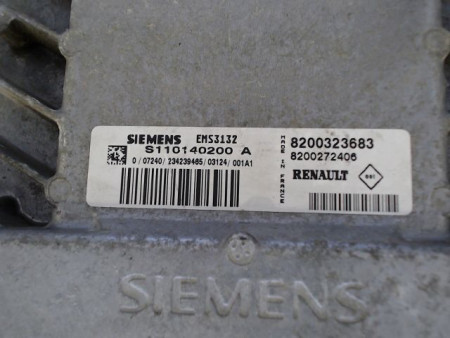 SIEMENS EMS3132
S110140200 A
0 /07240/ 234239465/03124/ 001A1
MADE IN FRANCE
8200323683
8200272406
RENAULT
SIEMENS